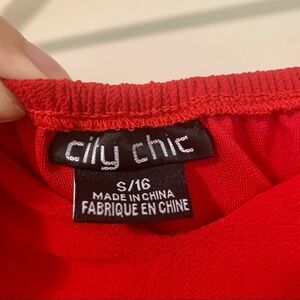 city chic
S/16
MADE IN CHINA
FABRIQUE EN CHINE